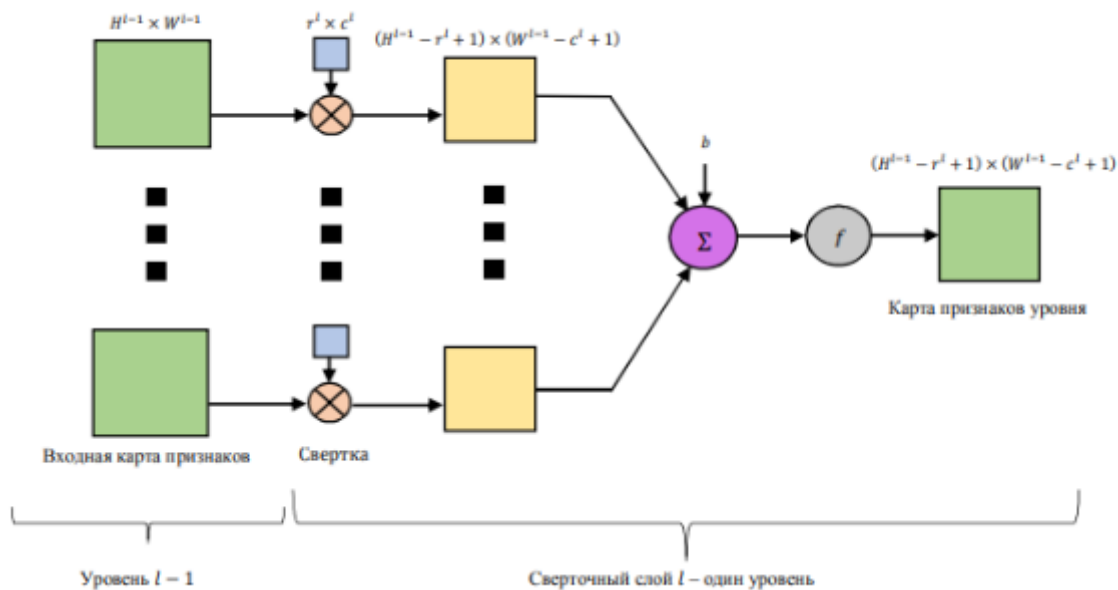 H^{l-1} × W^{l-1}
r^l × c^l
(H^{l-1} − r^l + 1) × (W^{l-1} − c^l + 1)
b
(H^{l-1} − r^l + 1) × (W^{l-1} − c^l + 1)
Σ
f
Карта признаков уровня
Входная карта признаков
Свертка
Уровень l − 1
Сверточный слой l – один уровень